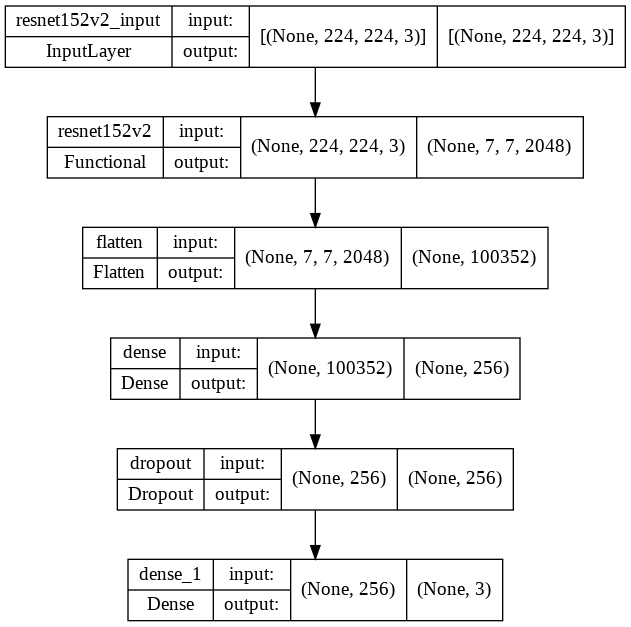 resnet152v2_input input: [(None, 224, 224, 3)] [(None, 224, 224, 3)]
InputLayer output:
resnet152v2 input: (None, 224, 224, 3) (None, 7, 7, 2048)
Functional output:
flatten input: (None, 7, 7, 2048) (None, 100352)
Flatten output:
dense input: (None, 100352) (None, 256)
Dense output:
dropout input: (None, 256) (None, 256)
Dropout output:
dense_1 input: (None, 256) (None, 3)
Dense output: